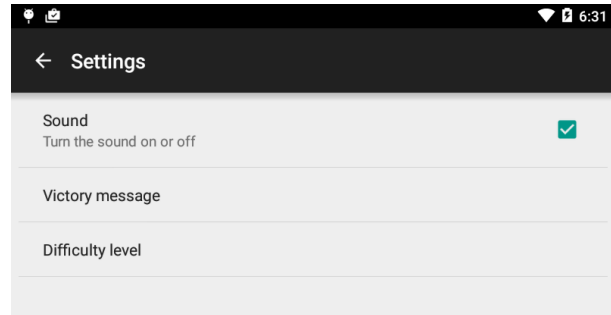 6:31
Settings
Sound
Turn the sound on or off
Victory message
Difficulty level